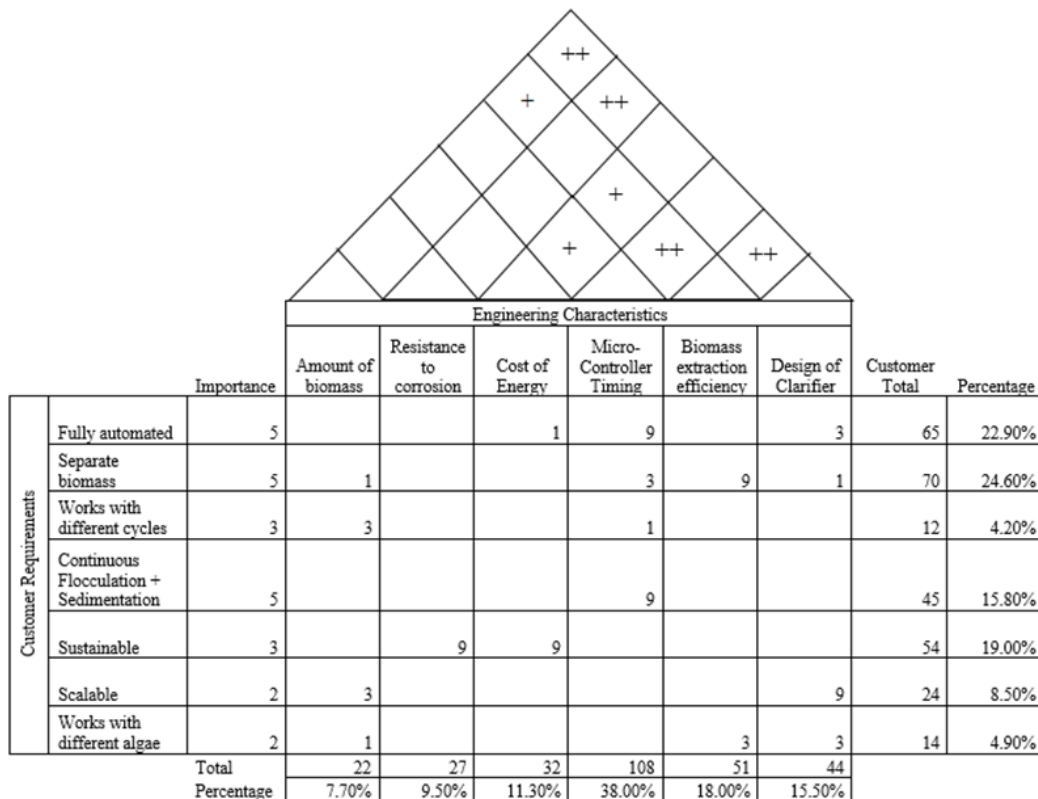 ++
+ ++
+
+ ++ ++
Engineering Characteristics
Importance Amount of biomass Resistance to corrosion Cost of Energy Micro-Controller Timing Biomass extraction efficiency Design of Clarifier Customer Total Percentage
Customer Requirements
Fully automated 5 1 9 3 65 22.90%
Separate biomass 5 1 3 9 1 70 24.60%
Works with different cycles 3 3 1 12 4.20%
Continuous Flocculation + Sedimentation 5 9 45 15.80%
Sustainable 3 9 9 54 19.00%
Scalable 2 3 9 24 8.50%
Works with different algae 2 1 3 3 14 4.90%
Total 22 27 32 108 51 44
Percentage 7.70% 9.50% 11.30% 38.00% 18.00% 15.50%